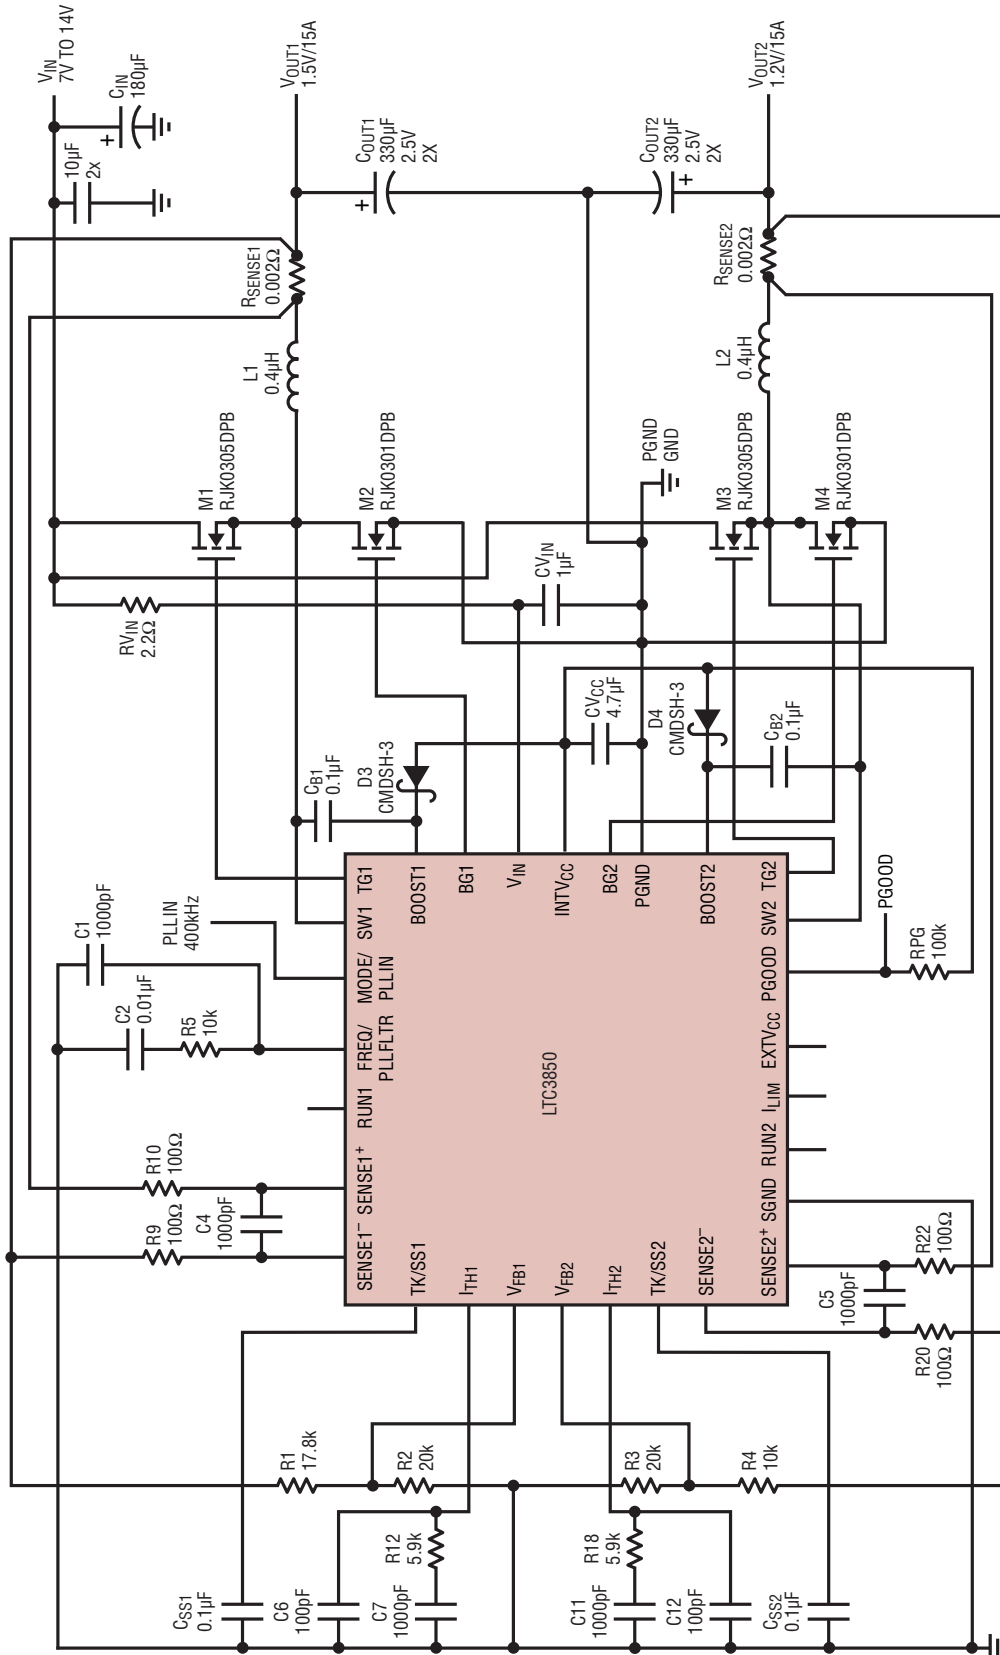 VIN
7V TO 14V
CIN
180µF
+
10µF
2x
VOUT1
1.5V/15A
COUT1
330µF
2.5V
2X
+
COUT2
330µF
2.5V
2X
+
VOUT2
1.2V/15A
RSENSE1
0.002Ω
RSENSE2
0.002Ω
L1
0.4µH
L2
0.4µH
M1
RJK0305DPB
M2
RJK0301DPB
PGND
GND
M3
RJK0305DPB
M4
RJK0301DPB
RVIN
2.2Ω
CVIN
1µF
CB1
0.1µF
D3
CMDSH-3
CVCC
4.7µF
D4
CMDSH-3
CB2
0.1µF
C1
1000pF
PLLIN
400kHz
C2
0.01µF
R5
10k
R10
100Ω
R9
100Ω
C4
1000pF
TG1
SW1
MODE/
PLLIN
FREQ/
PLLFLTR
RUN1
SENSE1+
SENSE1−
BOOST1
BG1
VIN
INTVCC
BG2
PGND
BOOST2
LTC3850
TK/SS1
ITH1
VFB1
VFB2
ITH2
TK/SS2
SENSE2−
TG2
SW2
PGOOD
EXTVCC
ILIM
RUN2
SGND
SENSE2+
PGOOD
RPG
100k
C5
1000pF
R22
100Ω
R20
100Ω
R1
17.8k
R2
20k
R3
20k
R4
10k
R12
5.9k
R18
5.9k
CSS1
0.1µF
C6
100pF
C7
1000pF
C11
1000pF
C12
100pF
CSS2
0.1µF